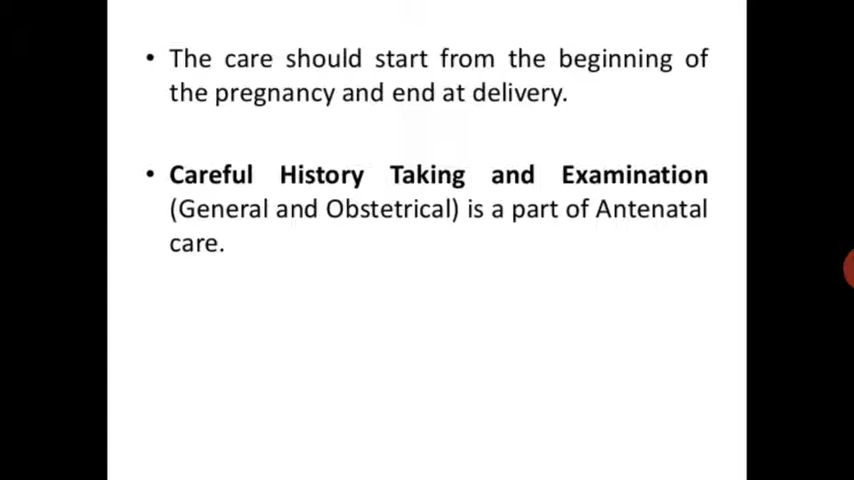 • The care should start from the beginning of
the pregnancy and end at delivery.
• Careful History Taking and Examination
(General and Obstetrical) is a part of Antenatal
care.